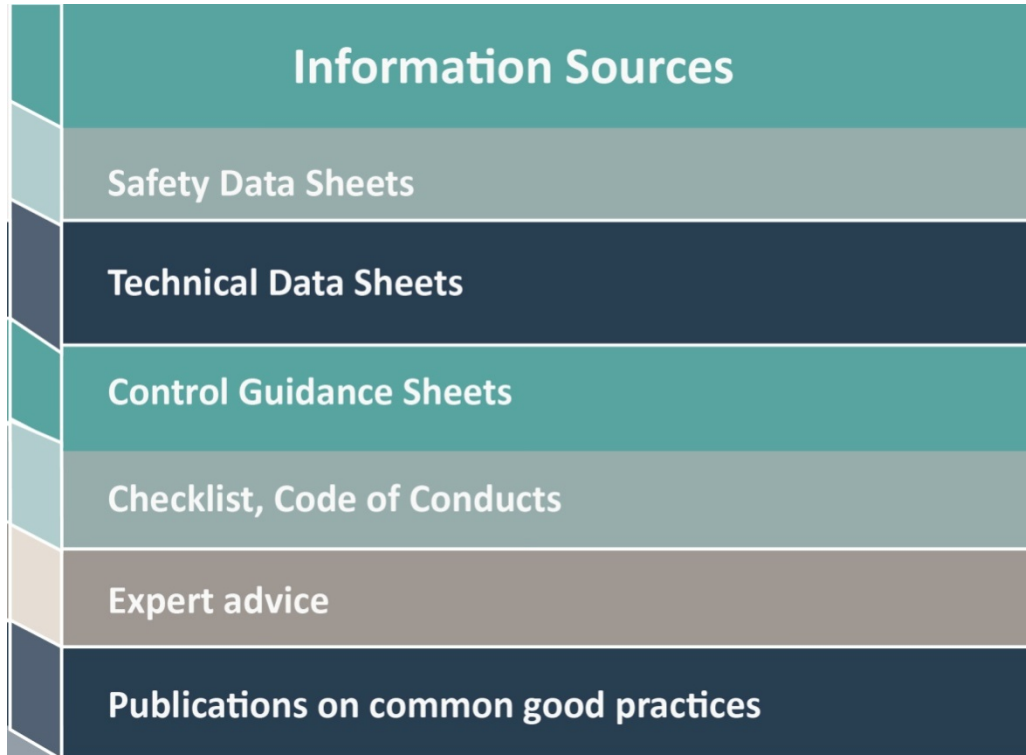 Information Sources
Safety Data Sheets
Technical Data Sheets
Control Guidance Sheets
Checklist, Code of Conducts
Expert advice
Publications on common good practices